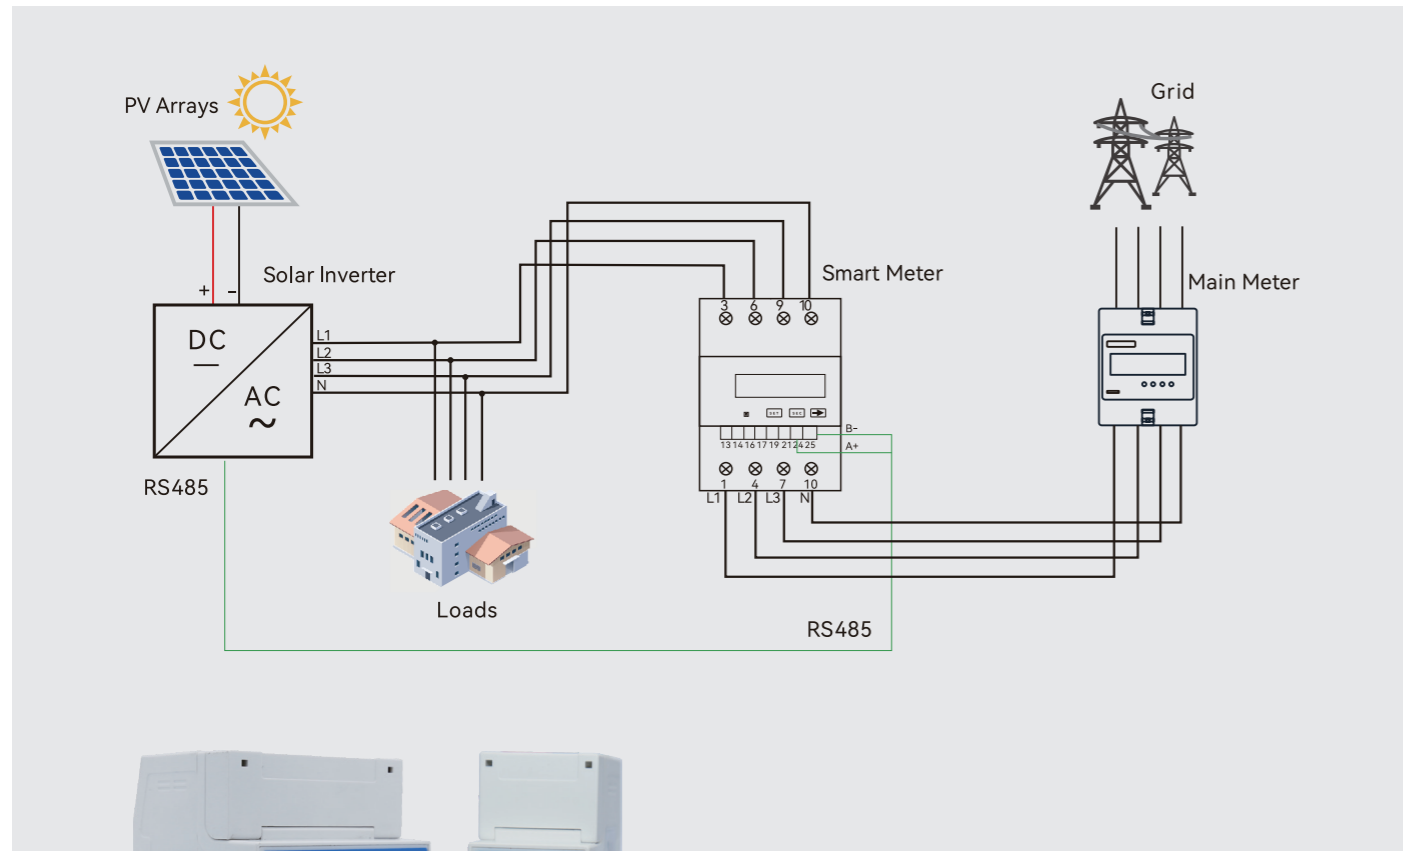 PV Arrays
Grid
Solar Inverter
Smart Meter
Main Meter
+
–
3 6 9 10
DC
AC
L1
L2
L3
N
SET
B-
13 14 16 17 19 21 24 25
A+
1 4 7 10
L1 L2 L3 N
RS485
Loads
RS485